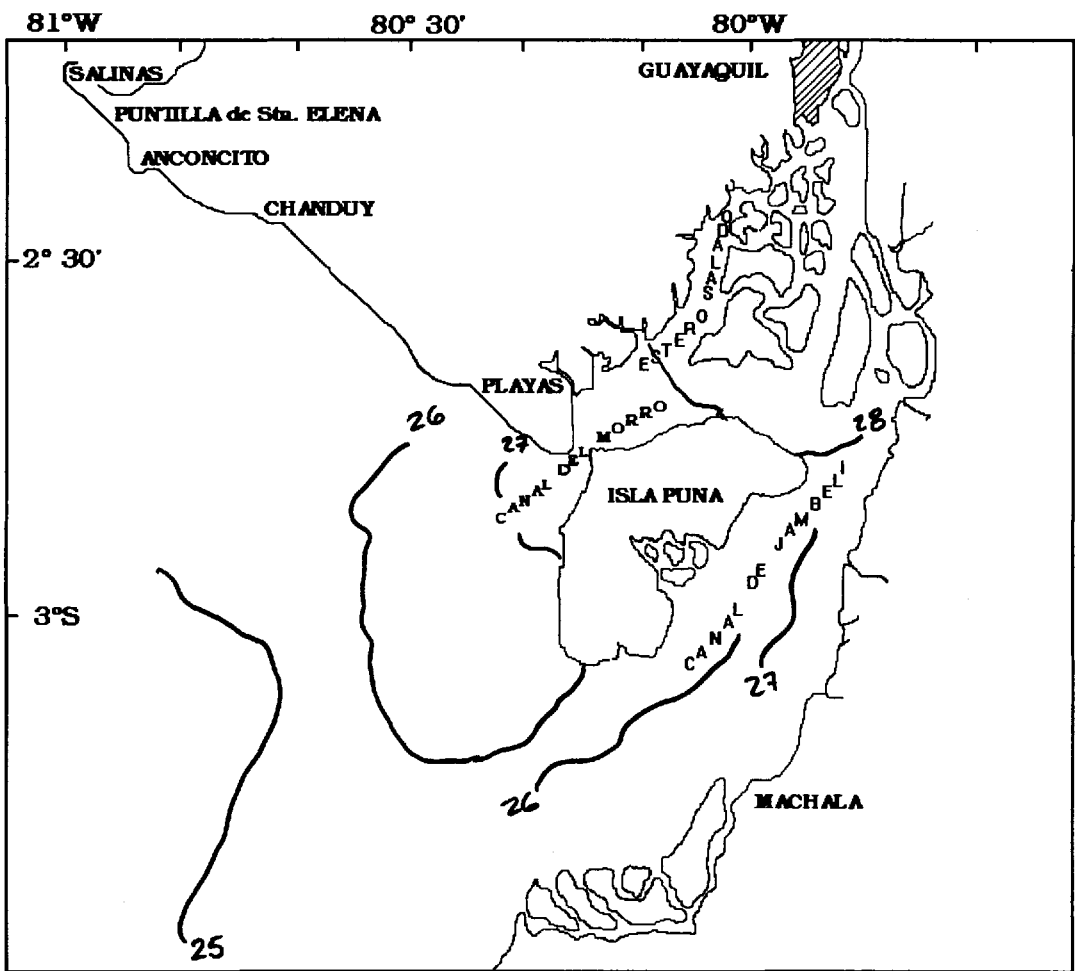 81°W 80° 30' 80°W
SALINAS
GUAYAQUIL
PUNTILLA de Sta. ELENA
ANCONCITO
CHANDUY
2° 30'
ESTERO SALADO
PLAYAS
26
27
28
CANAL DEL MORRO
ISLA PUNA
CANAL DE JAMBELI
3°S
27
26
MACHALA
25